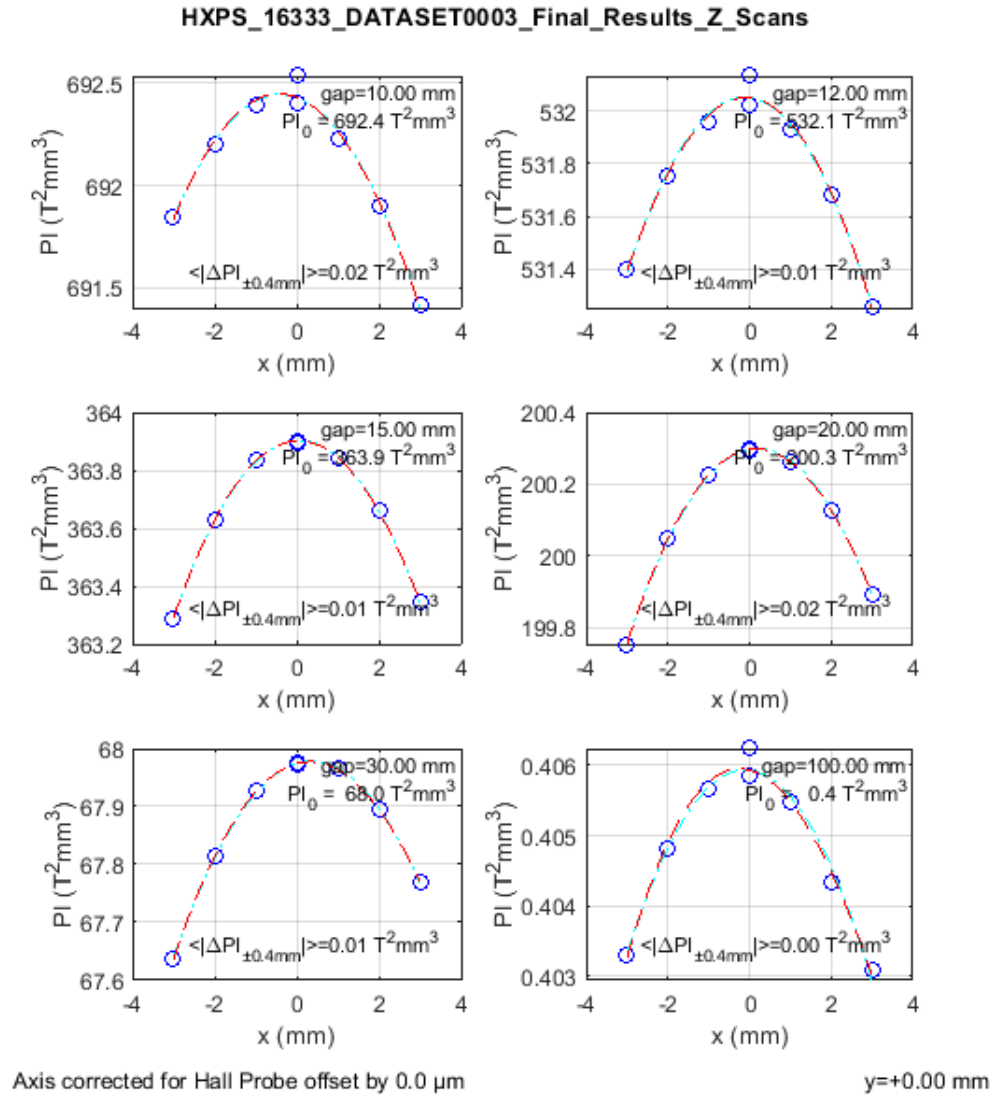 HXPS_16333_DATASET0003_Final_Results_Z_Scans
692.5
692
691.5
PI (T²mm³)
gap=10.00 mm
PI₀ = 692.4 T²mm³
<|ΔPI±0.4mm|>=0.02 T²mm³
-4 -2 0 2 4
x (mm)
532
531.8
531.6
531.4
PI (T²mm³)
gap=12.00 mm
PI₀ = 532.1 T²mm³
<|ΔPI±0.4mm|>=0.01 T²mm³
-4 -2 0 2 4
x (mm)
364
363.8
363.6
363.4
363.2
PI (T²mm³)
gap=15.00 mm
PI₀ = 363.9 T²mm³
<|ΔPI±0.4mm|>=0.01 T²mm³
-4 -2 0 2 4
x (mm)
200.4
200.2
200
199.8
PI (T²mm³)
gap=20.00 mm
PI₀ = 200.3 T²mm³
<|ΔPI±0.4mm|>=0.02 T²mm³
-4 -2 0 2 4
x (mm)
68
67.9
67.8
67.7
67.6
PI (T²mm³)
gap=30.00 mm
PI₀ = 68.0 T²mm³
<|ΔPI±0.4mm|>=0.01 T²mm³
-4 -2 0 2 4
x (mm)
0.406
0.405
0.404
0.403
PI (T²mm³)
gap=100.00 mm
PI₀ = 0.4 T²mm³
<|ΔPI±0.4mm|>=0.00 T²mm³
-4 -2 0 2 4
x (mm)
Axis corrected for Hall Probe offset by 0.0 µm
y=+0.00 mm